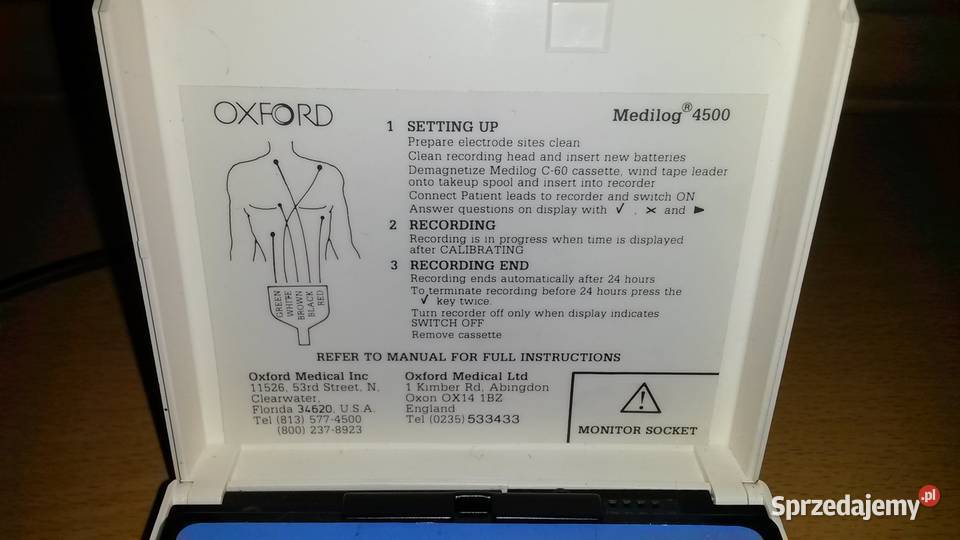 OXFORD
Medilog® 4500
1 SETTING UP
Prepare electrode sites clean
Clean recording head and insert new batteries
Demagnetize Medilog C-60 cassette, wind tape leader
onto takeup spool and insert into recorder
Connect Patient leads to recorder and switch ON
Answer questions on display with ✓ . ✕ and ▶
2 RECORDING
Recording is in progress when time is displayed
after CALIBRATING
3 RECORDING END
Recording ends automatically after 24 hours
To terminate recording before 24 hours press the
✓ key twice.
Turn recorder off only when display indicates
SWITCH OFF
Remove cassette
GREEN
WHITE
BROWN
BLACK
RED
REFER TO MANUAL FOR FULL INSTRUCTIONS
Oxford Medical Inc
11526, 53rd Street, N.
Clearwater,
Florida 34620, U.S.A.
Tel (813) 577-4500
(800) 237-8923
Oxford Medical Ltd
1 Kimber Rd, Abingdon
Oxon OX14 1BZ
England
Tel (0235) 533433
MONITOR SOCKET
Sprzedajemy.pl